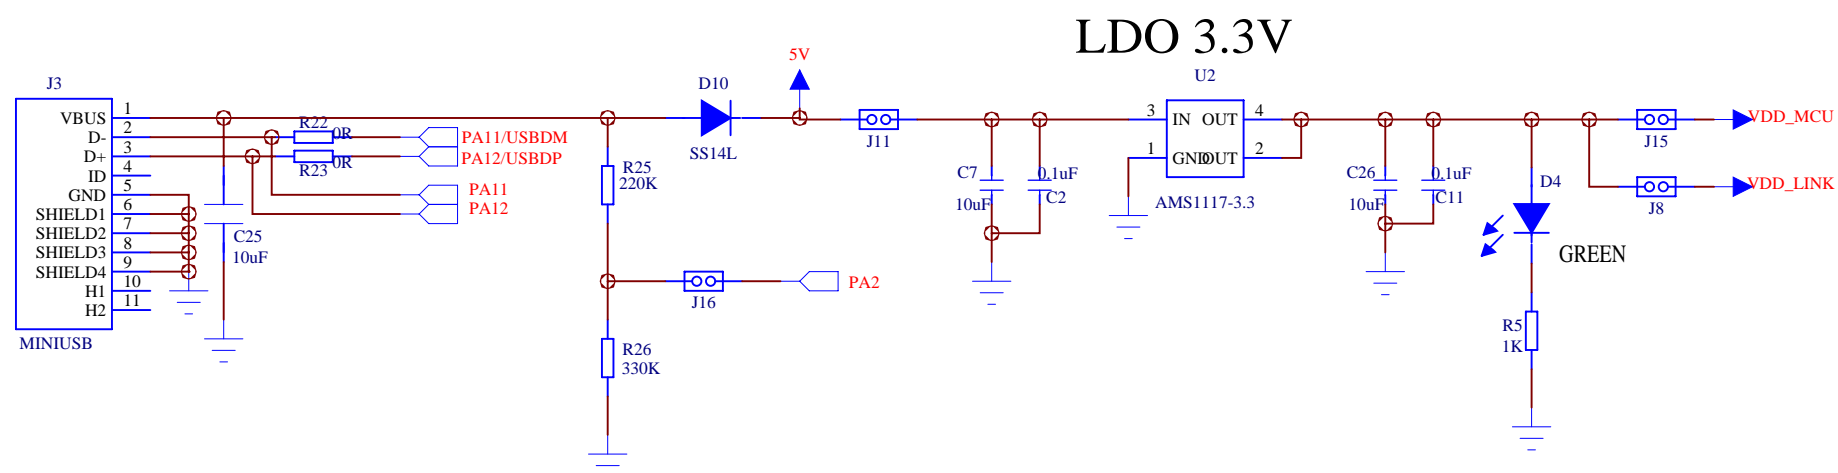 LDO 3.3V
J3
VBUS 1
D- 2
D+ 3
ID 4
GND 5
SHIELD1 6
SHIELD2 7
SHIELD3 8
SHIELD4 9
H1 10
H2 11
MINIUSB
C25
10uF
R22 0R
R23 0R
PA11/USBDM
PA12/USBDP
PA11
PA12
R25
220K
R26
330K
J16
PA2
D10
SS14L
5V
J11
C7
10uF
0.1uF
C2
U2
3 IN OUT 4
1 GND OUT 2
AMS1117-3.3
C26
10uF
0.1uF
C11
D4
GREEN
R5
1K
J15
VDD_MCU
J8
VDD_LINK